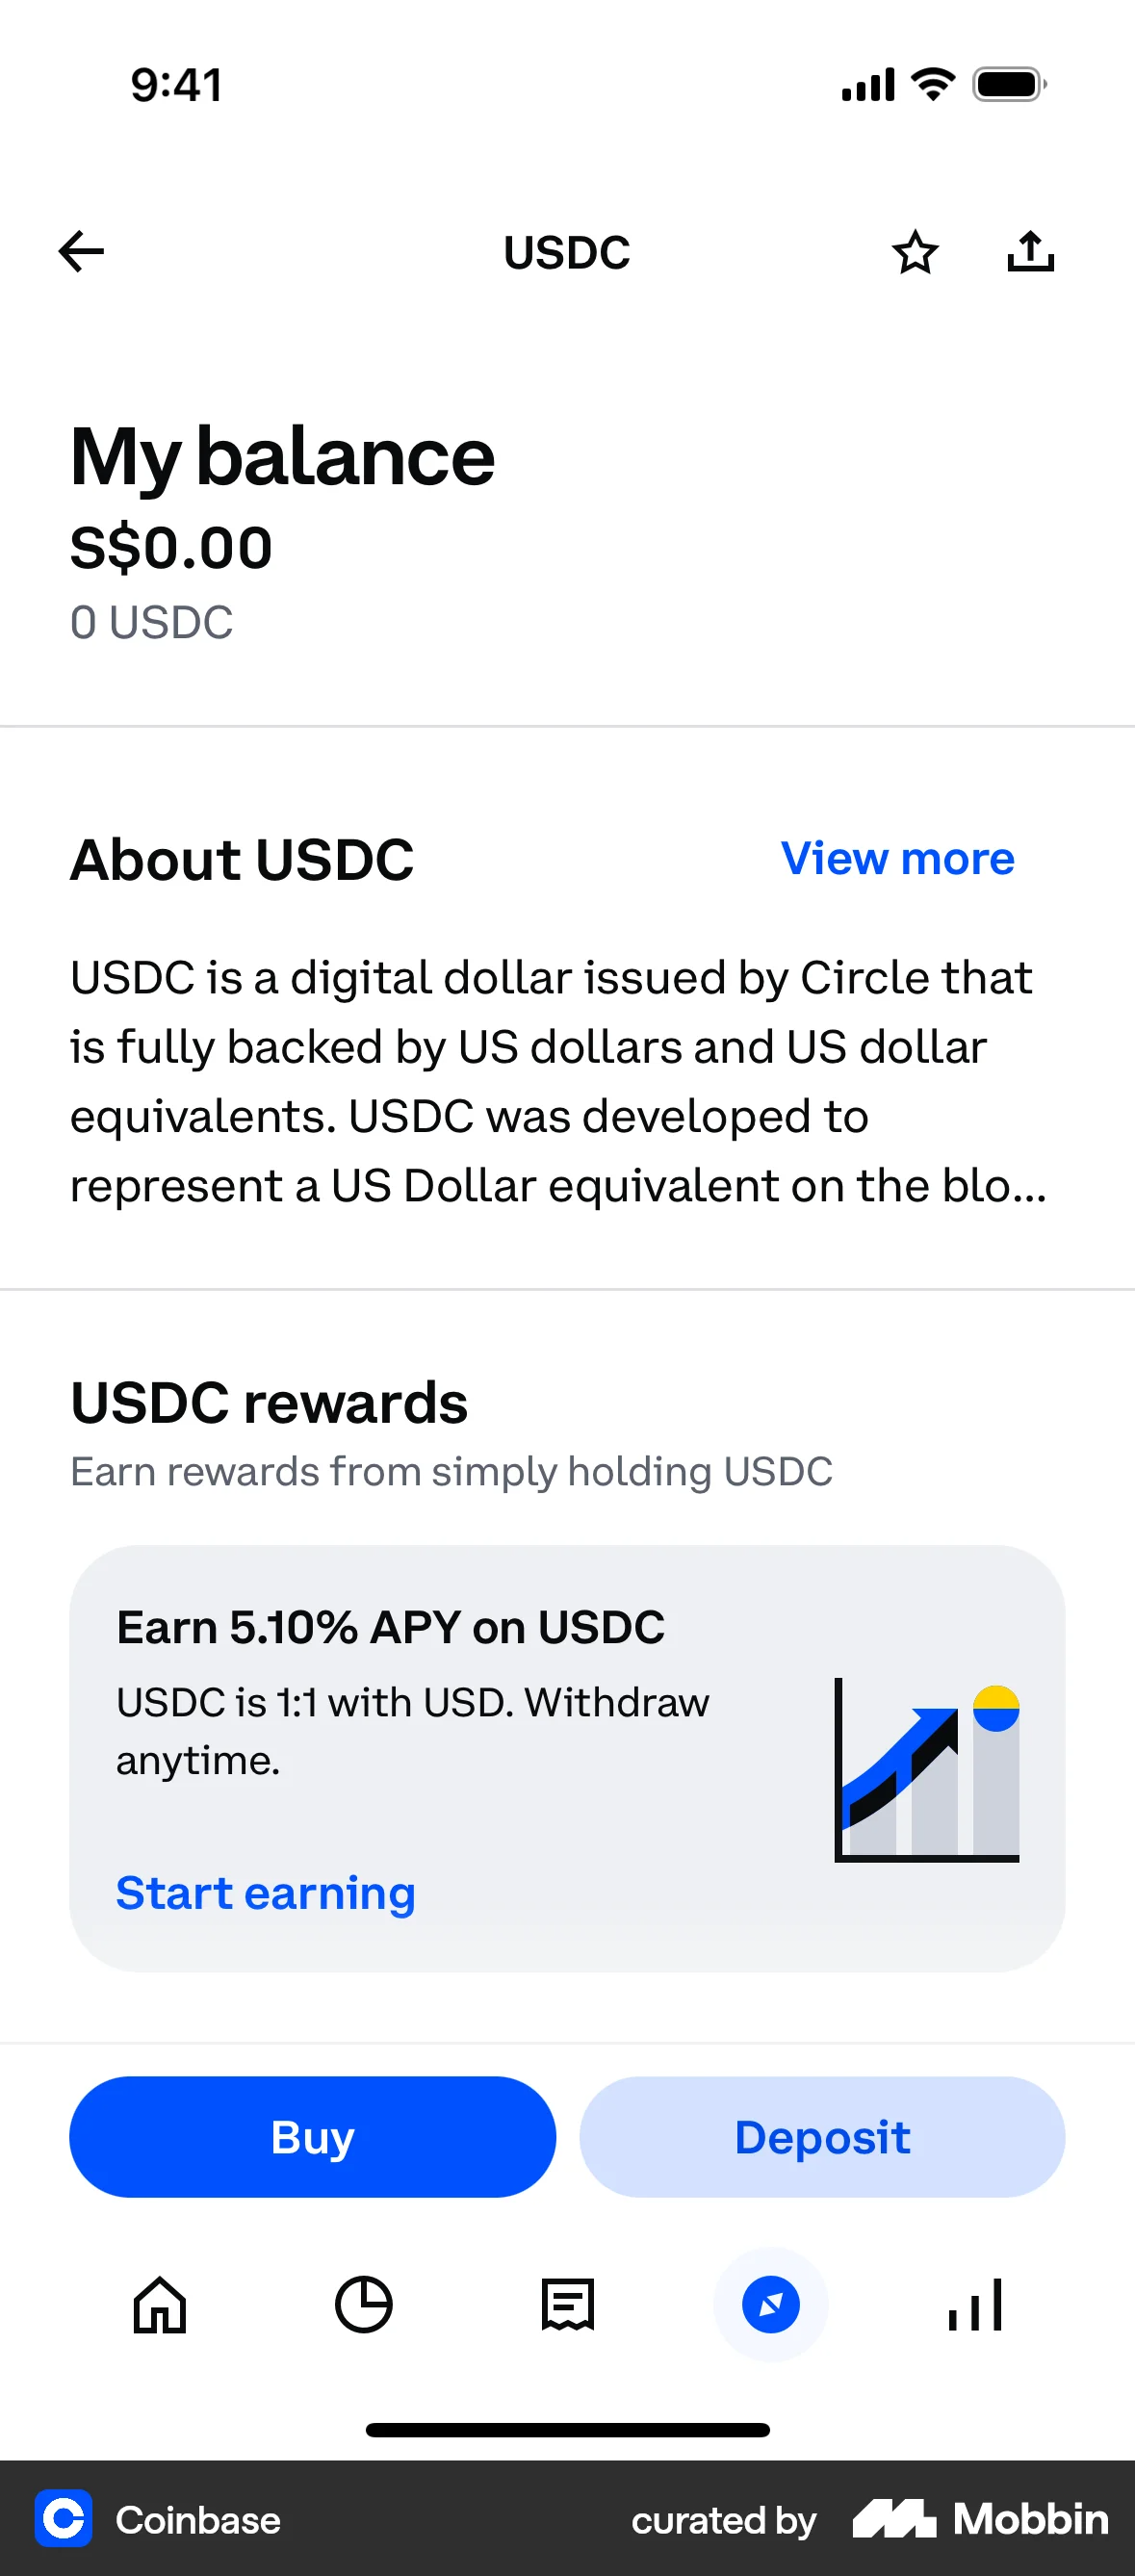 9:41
USDC
My balance
S$0.00
0 USDC
About USDC
View more
USDC is a digital dollar issued by Circle that
is fully backed by US dollars and US dollar
equivalents. USDC was developed to
represent a US Dollar equivalent on the blo...
USDC rewards
Earn rewards from simply holding USDC
Earn 5.10% APY on USDC
USDC is 1:1 with USD. Withdraw
anytime.
Start earning
Buy
Deposit
Coinbase
curated by
Mobbin